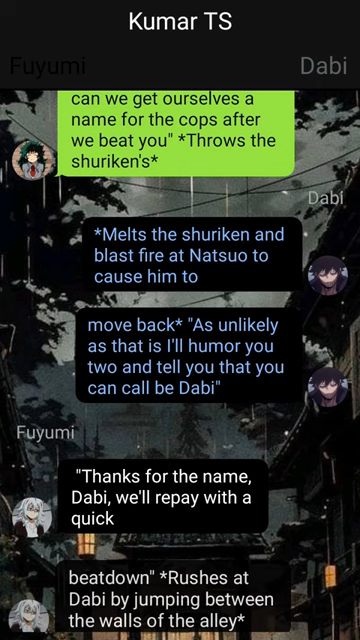 Kumar TS
Fuyumi
Dabi
can we get ourselves a
name for the cops after
we beat you" *Throws the
shuriken's*
Dabi
*Melts the shuriken and
blast fire at Natsuo to
cause him to
move back* "As unlikely
as that is I'll humor you
two and tell you that you
can call be Dabi"
Fuyumi
"Thanks for the name,
Dabi, we'll repay with a
quick
beatdown" *Rushes at
Dabi by jumping between
the walls of the alley*